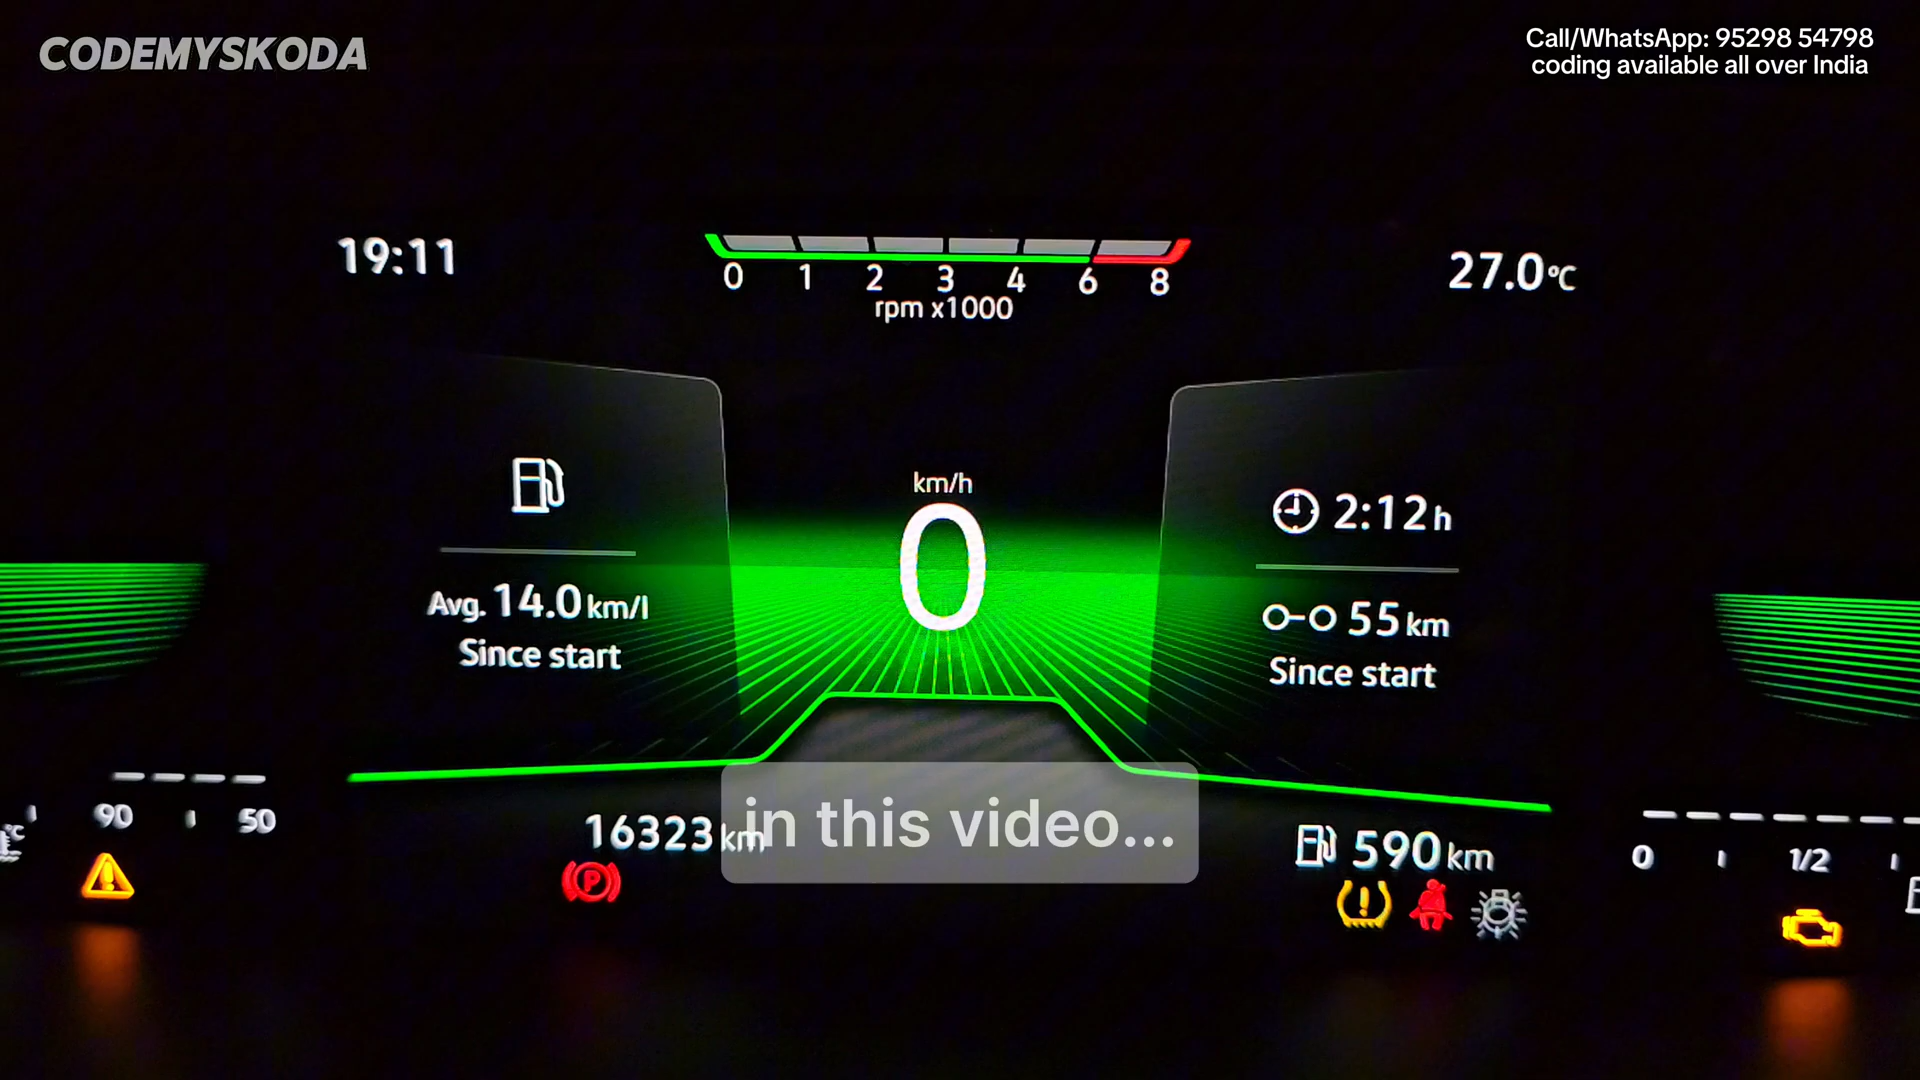 CODEMYSKODA
Call/WhatsApp: 95298 54798
coding available all over India
19:11
0 1 2 3 4 6 8
rpm x1000
27.0°C
km/h
0
Avg. 14.0 km/l
Since start
2:12 h
55 km
Since start
90 50
°C
16323 km
in this video...
590 km
0 1/2
P